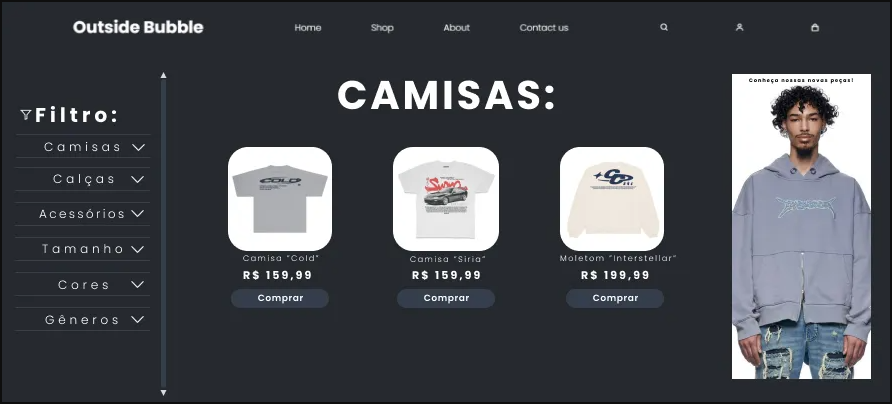 Outside Bubble
Home
Shop
About
Contact us
Conheça nossas novas peças!
CAMISAS:
Filtro:
Camisas
Calças
Acessórios
Tamanho
Cores
Gêneros
COLD
Camisa "Cold"
R$ 159,99
Comprar
Camisa "Siria"
R$ 159,99
Comprar
Moletom "Interstellar"
R$ 199,99
Comprar